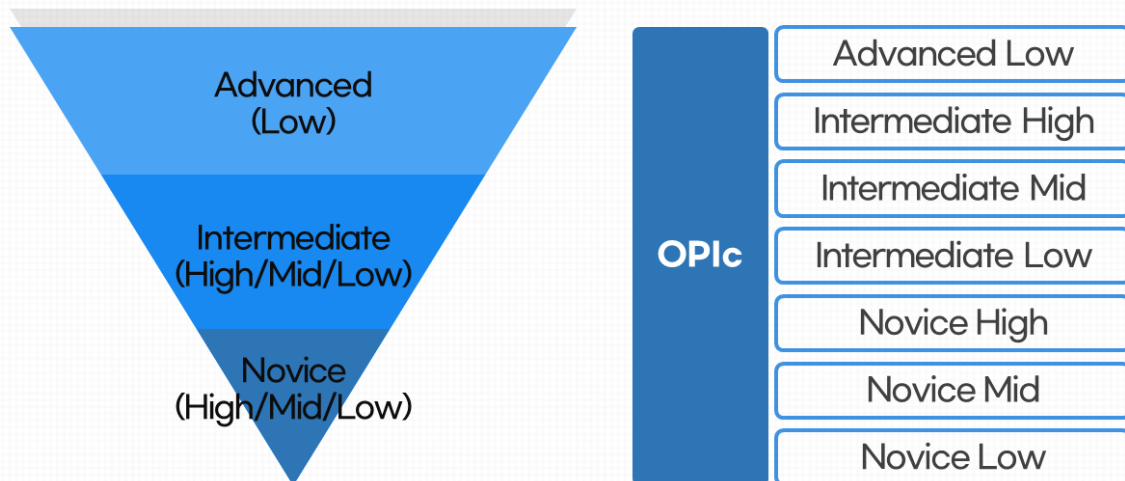 Advanced
(Low)
Intermediate
(High/Mid/Low)
Novice
(High/Mid/Low)
OPIc
Advanced Low
Intermediate High
Intermediate Mid
Intermediate Low
Novice High
Novice Mid
Novice Low